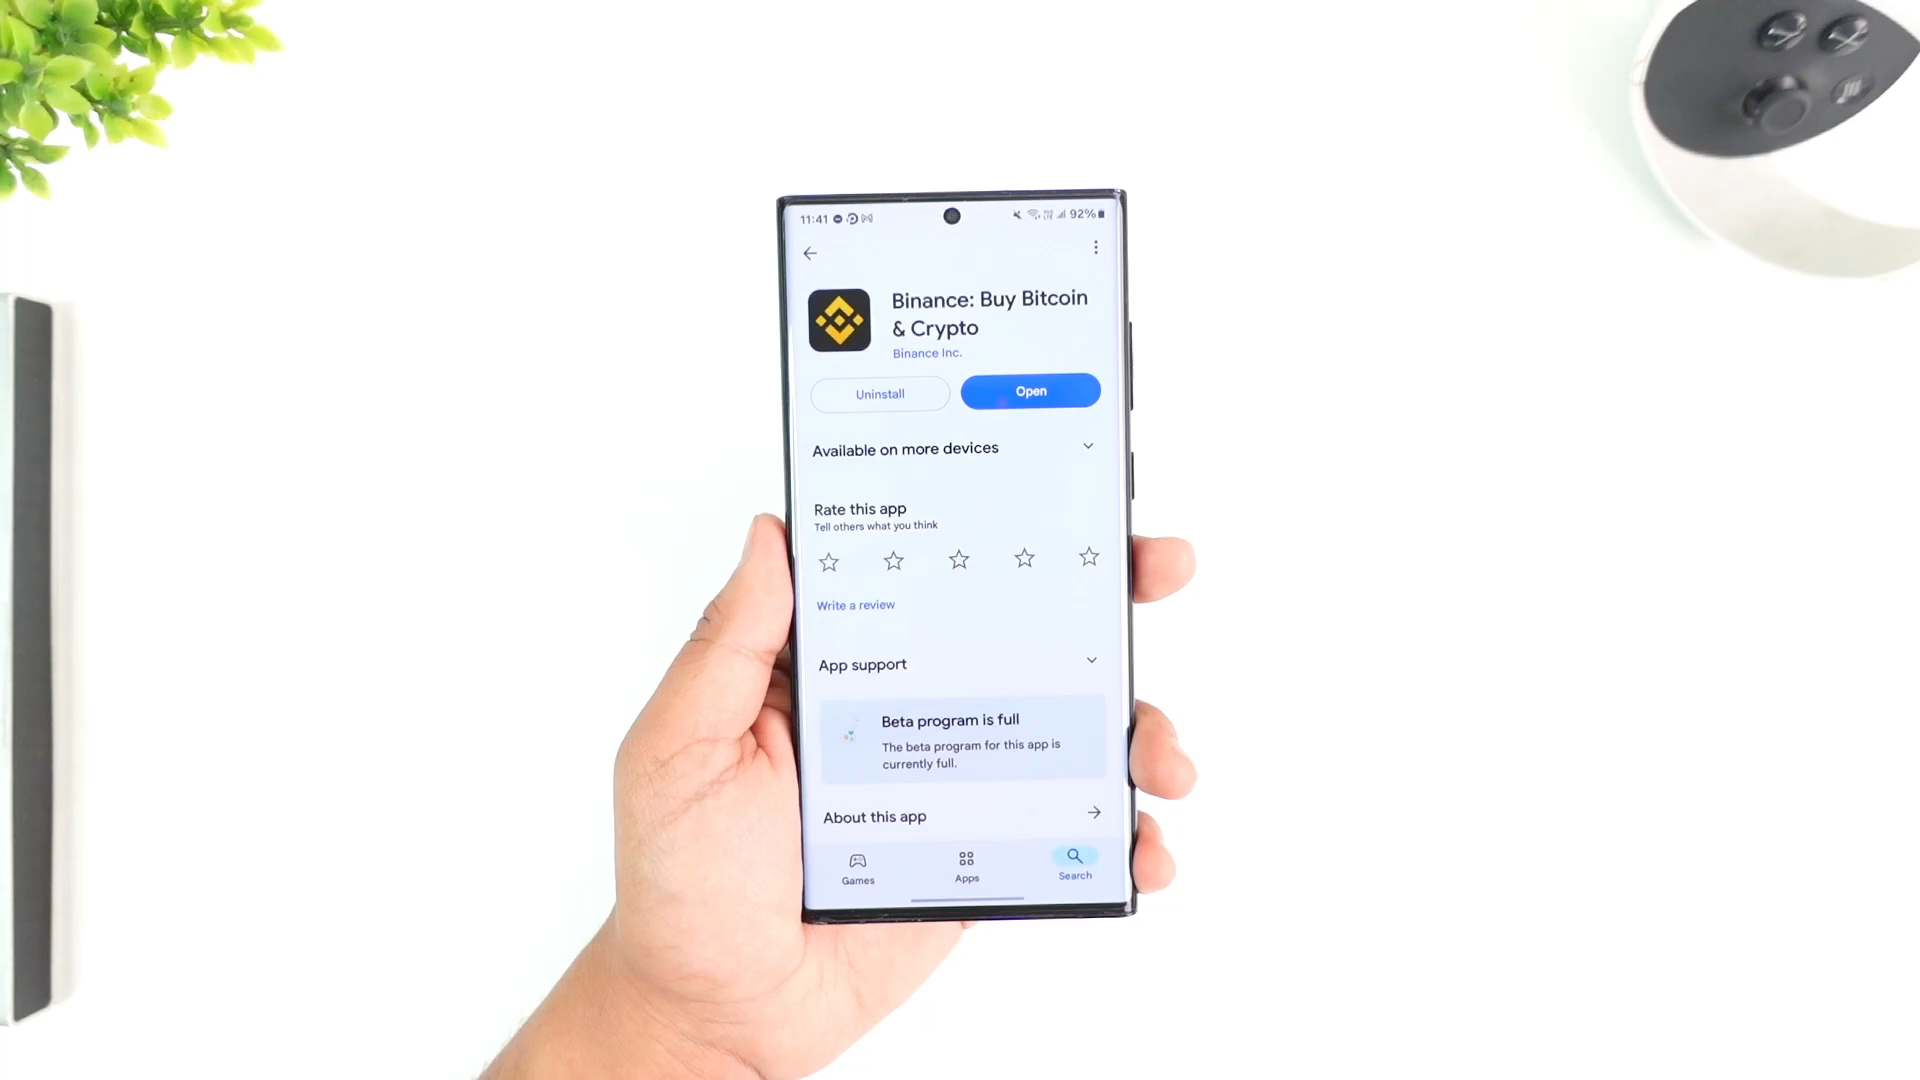 11:41
92%
Binance: Buy Bitcoin
& Crypto
Binance Inc.
Uninstall
Open
Available on more devices
Rate this app
Tell others what you think
Write a review
App support
Beta program is full
The beta program for this app is
currently full.
About this app
Games
Apps
Search